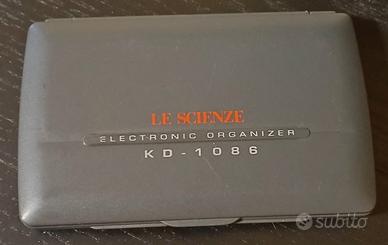 LE SCIENZE
ELECTRONIC ORGANIZER
KD-1086
subito